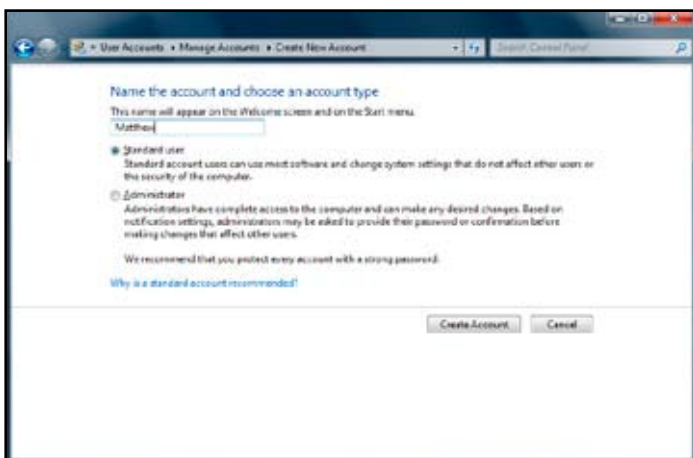 User Accounts ▸ Manage Accounts ▸ Create New Account
Search Control Panel
Name the account and choose an account type
This name will appear on the Welcome screen and on the Start menu.
Matthew
Standard user
Standard account users can use most software and change system settings that do not affect other users or
the security of the computer.
Administrator
Administrators have complete access to the computer and can make any desired changes. Based on
notification settings, administrators may be asked to provide their password or confirmation before
making changes that affect other users.
We recommend that you protect every account with a strong password.
Why is a standard account recommended?
Create Account
Cancel